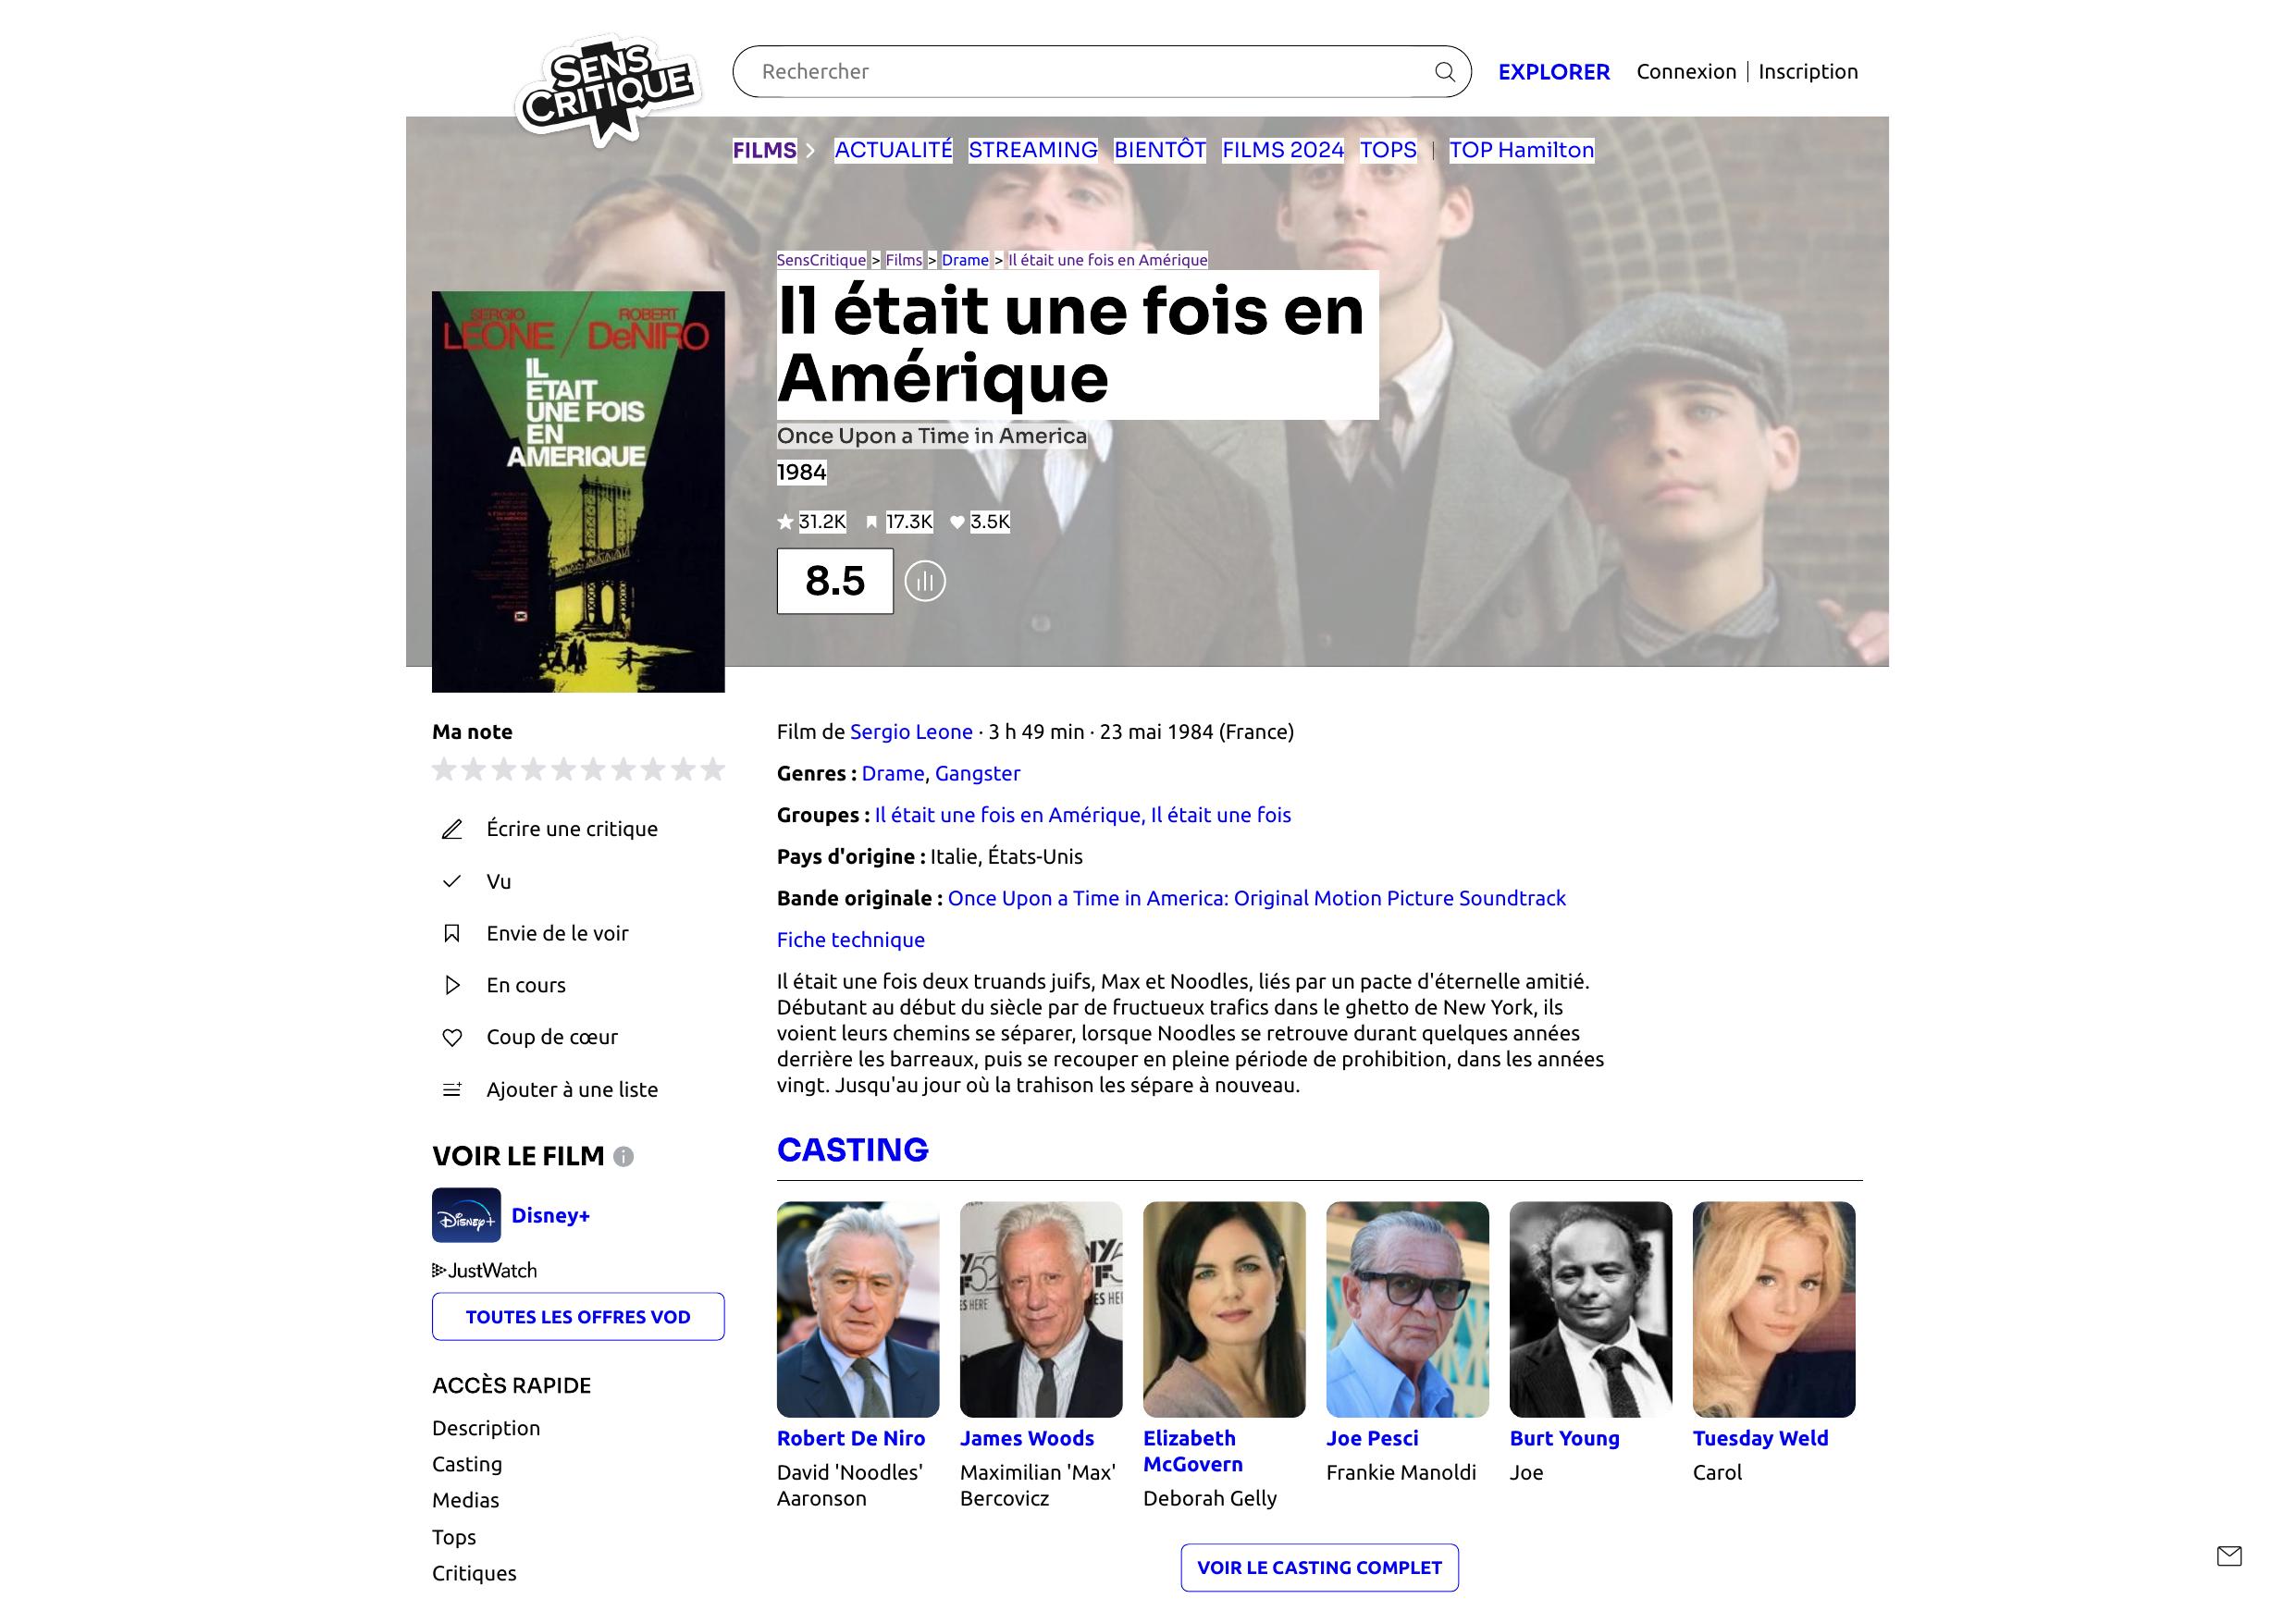 SENS
CRITIQUE
Rechercher
EXPLORER
Connexion | Inscription
FILMS
ACTUALITÉ
STREAMING
BIENTÔT
FILMS 2024
TOPS
|
TOP Hamilton
SensCritique > Films > Drame > Il était une fois en Amérique
Il était une fois en
Amérique
Once Upon a Time in America
1984
31.2K
17.3K
3.5K
8.5
SERGIO
LEONE
ROBERT
DeNIRO
IL
ETAIT
UNE FOIS
EN
AMERIQUE
Ma note
Écrire une critique
Vu
Envie de le voir
En cours
Coup de cœur
Ajouter à une liste
VOIR LE FILM
Disney+
Disney+
JustWatch
TOUTES LES OFFRES VOD
ACCÈS RAPIDE
Description
Casting
Medias
Tops
Critiques
Film de Sergio Leone · 3 h 49 min · 23 mai 1984 (France)
Genres : Drame, Gangster
Groupes : Il était une fois en Amérique, Il était une fois
Pays d'origine : Italie, États-Unis
Bande originale : Once Upon a Time in America: Original Motion Picture Soundtrack
Fiche technique
Il était une fois deux truands juifs, Max et Noodles, liés par un pacte d'éternelle amitié.
Débutant au début du siècle par de fructueux trafics dans le ghetto de New York, ils
voient leurs chemins se séparer, lorsque Noodles se retrouve durant quelques années
derrière les barreaux, puis se recouper en pleine période de prohibition, dans les années
vingt. Jusqu'au jour où la trahison les sépare à nouveau.
CASTING
Robert De Niro
David 'Noodles'
Aaronson
James Woods
Maximilian 'Max'
Bercovicz
Elizabeth
McGovern
Deborah Gelly
Joe Pesci
Frankie Manoldi
Burt Young
Joe
Tuesday Weld
Carol
VOIR LE CASTING COMPLET